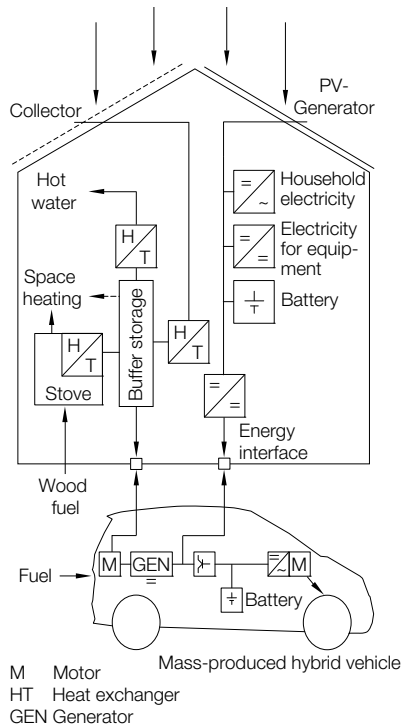 Collector
PV-
Generator
Hot
water
=
~
Household
electricity
H
T
=
=
Electricity
for equip-
ment
Space
heating
Battery
H
T
Stove
Buffer storage
H
T
=
=
Energy
interface
Wood
fuel
Fuel
M
GEN
=
=
~
M
Battery
Mass-produced hybrid vehicle
M Motor
HT Heat exchanger
GEN Generator